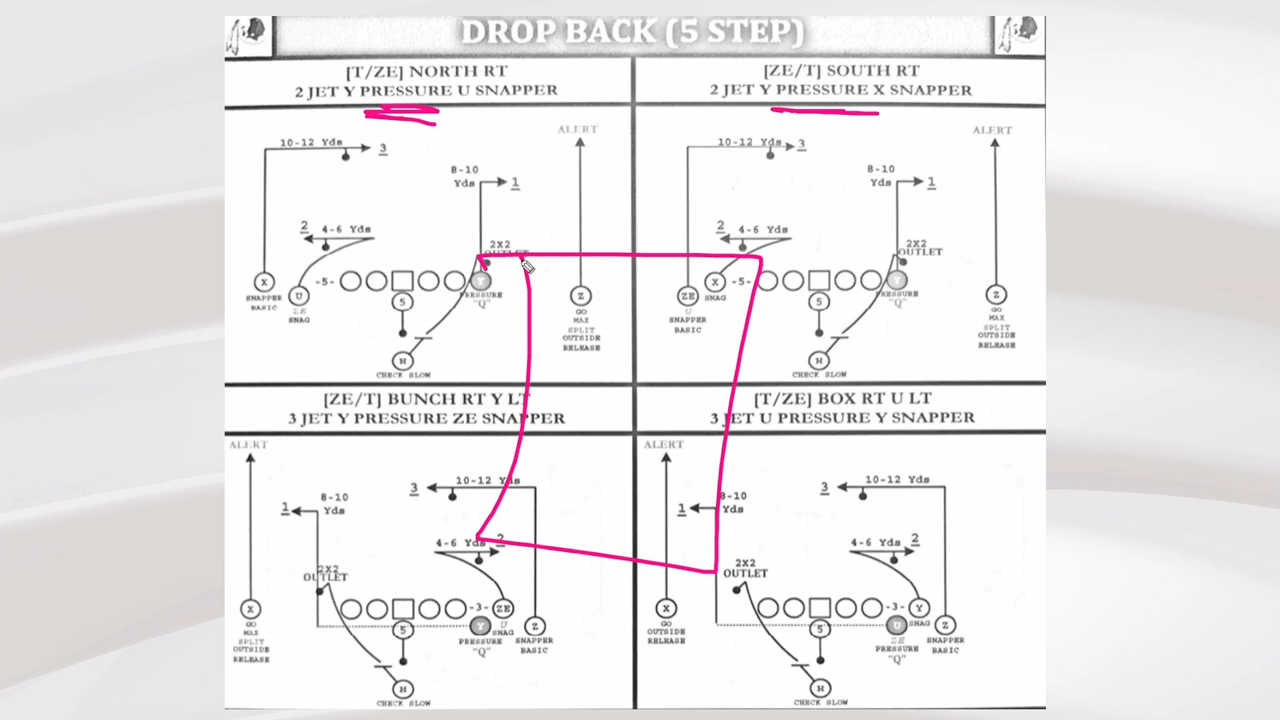 DROP BACK (5 STEP)
[T/ZE] NORTH RT
2 JET Y PRESSURE U SNAPPER
ALERT
10-12 Yds
3
8-10
Yds
1
2
4-6 Yds
2X2
OUTLET
X
SNAPPER
BASIC
U
ZE
SNAG
-5-
5
Y
PRESSURE
"Q"
Z
GO
MAX
SPLIT
OUTSIDE
RELEASE
H
CHECK SLOW
[ZE/T] SOUTH RT
2 JET Y PRESSURE X SNAPPER
ALERT
10-12 Yds
3
8-10
Yds
1
2
4-6 Yds
2X2
OUTLET
ZE
U
SNAPPER
BASIC
X
SNAG
-5-
5
Y
PRESSURE
"Q"
Z
GO
MAX
SPLIT
OUTSIDE
RELEASE
H
CHECK SLOW
[ZE/T] BUNCH RT Y LT
3 JET Y PRESSURE ZE SNAPPER
ALERT
3
10-12 Yds
1
8-10
Yds
4-6 Yds
2
2X2
OUTLET
X
GO
MAX
SPLIT
OUTSIDE
RELEASE
5
-3-
ZE
U
SNAG
Y
PRESSURE
"Q"
Z
SNAPPER
BASIC
H
CHECK SLOW
[T/ZE] BOX RT U LT
3 JET U PRESSURE Y SNAPPER
ALERT
3
10-12 Yds
1
8-10
Yds
4-6 Yds
2
2X2
OUTLET
X
GO
OUTSIDE
RELEASE
5
-3-
Y
SNAG
U
ZE
PRESSURE
"Q"
Z
SNAPPER
BASIC
H
CHECK SLOW